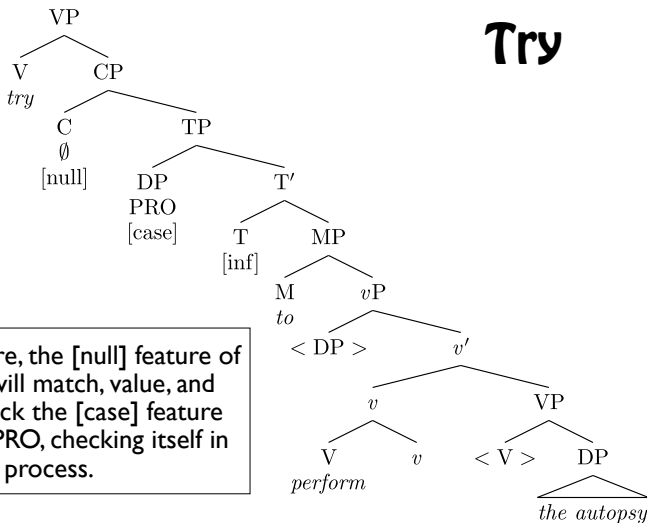 VP
Try
V CP
try
C TP
∅
[null] DP T′
PRO
[case] T MP
[inf]
M vP
to
< DP > v′
the [null] feature of
will match, value, and
the [case] feature
PRO, checking itself in
process.
v VP
V v < V > DP
perform
the autopsy